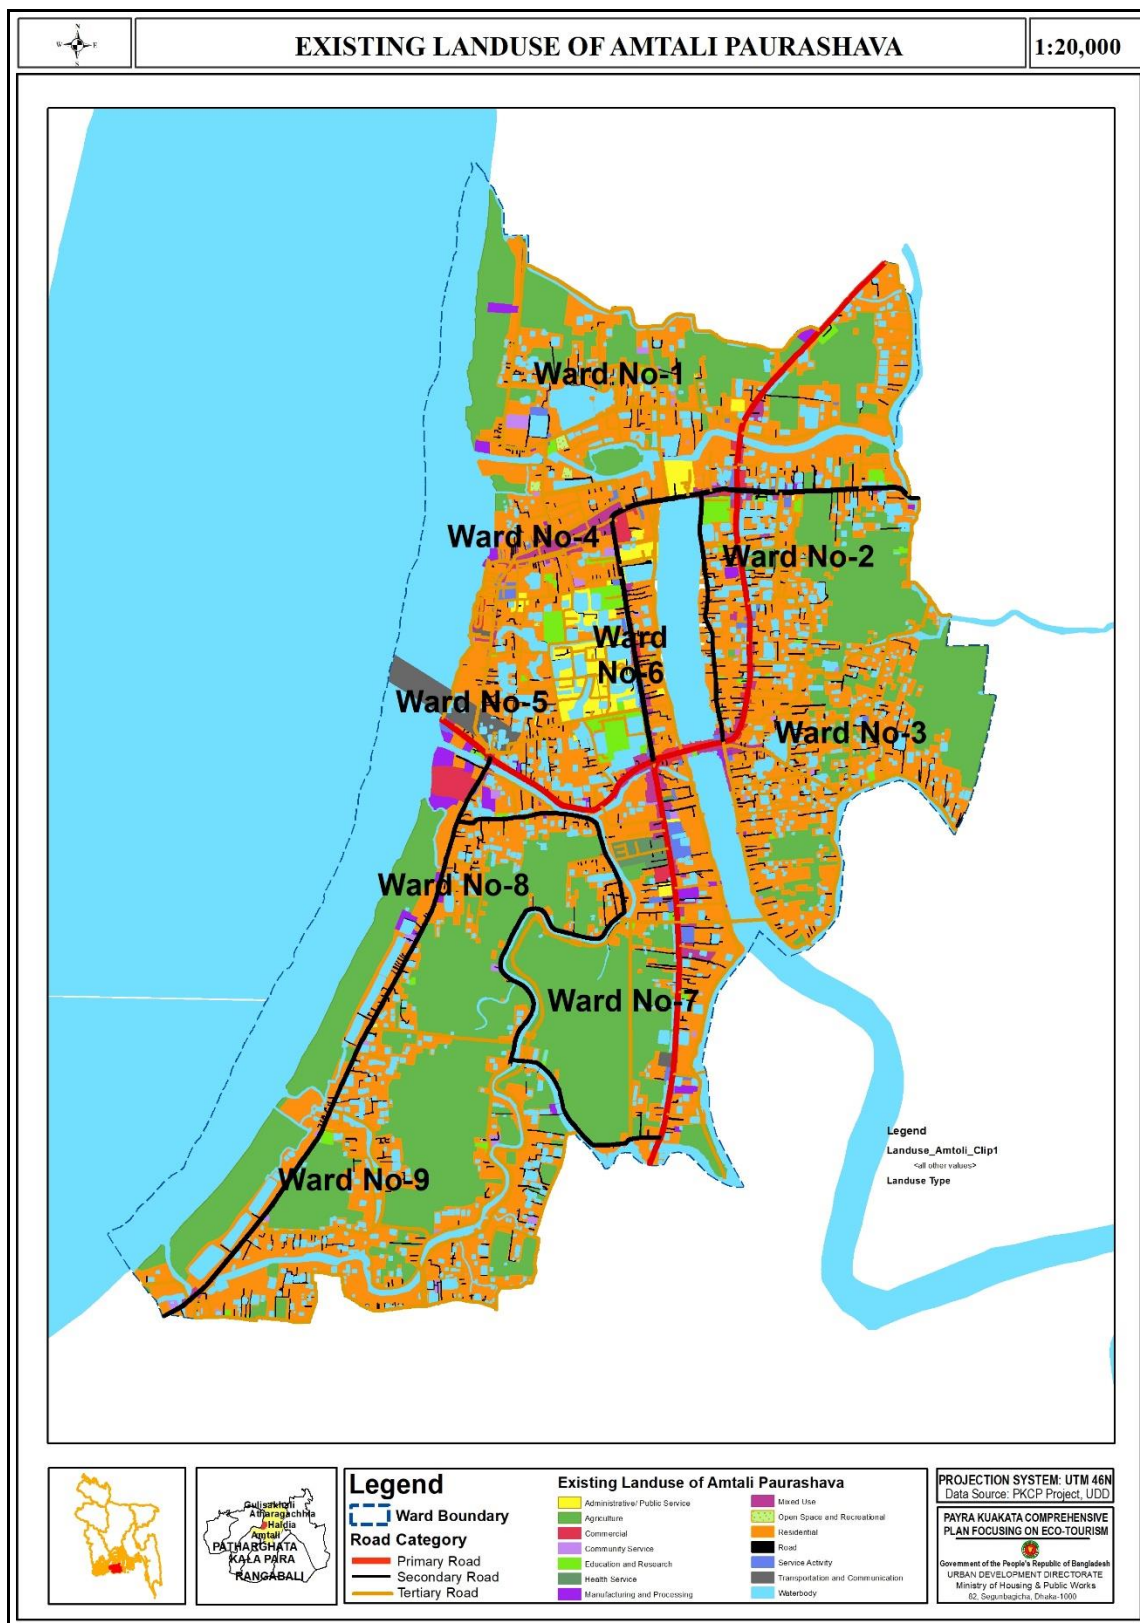 N
W E
S
EXISTING LANDUSE OF AMTALI PAURASHAVA
1:20,000
Ward No-1
Ward No-4
Ward No-2
Ward
No-6
Ward No-5
Ward No-3
Ward No-8
Ward No-7
Ward No-9
Legend
Landuse_Amtoli_Clip1
<all other values>
Landuse Type
Gulisakhali
Atharagachhia
Haldia
Amtali
PATHARGHATA
KALA PARA
RANGABALI
Legend
Ward Boundary
Road Category
Primary Road
Secondary Road
Tertiary Road
Existing Landuse of Amtali Paurashava
Administrative/ Public Service
Agriculture
Commercial
Community Service
Education and Research
Health Service
Manufacturing and Processing
Mixed Use
Open Space and Recreational
Residential
Road
Service Activity
Transportation and Communication
Waterbody
PROJECTION SYSTEM: UTM 46N
Data Source: PKCP Project, UDD
PAYRA KUAKATA COMPREHENSIVE
PLAN FOCUSING ON ECO-TOURISM
Government of the People's Republic of Bangladesh
URBAN DEVELOPMENT DIRECTORATE
Ministry of Housing & Public Works
82, Segunbagicha, Dhaka-1000